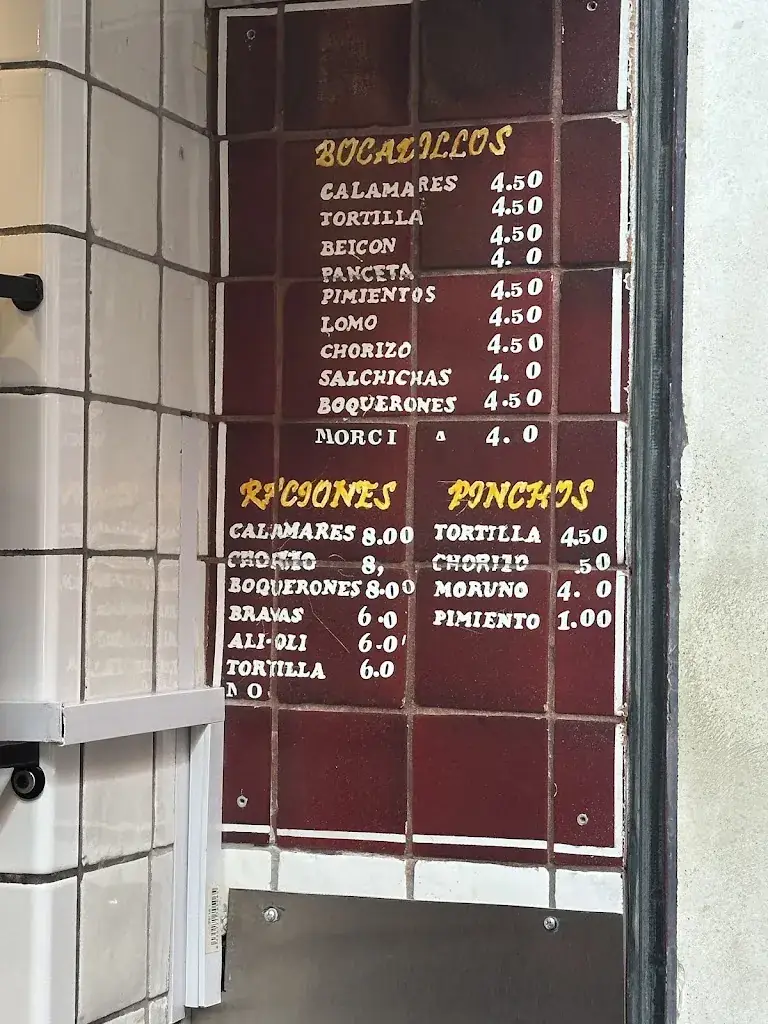 BOCADILLOS
CALAMARES 4.50
TORTILLA 4.50
BEICON 4.50
PANCETA 4. 0
PIMIENTOS 4.50
LOMO 4.50
CHORIZO 4.50
SALCHICHAS 4. 0
BOQUERONES 4.50
MORCI A 4. 0
RACIONES
CALAMARES 8.00
CHORIZO 8,
BOQUERONES 8.00
BRAVAS 6.0
ALI-OLI 6.0
TORTILLA 6.0
PINCHOS
TORTILLA 4.50
CHORIZO .50
MORUNO 4. 0
PIMIENTO 1.00